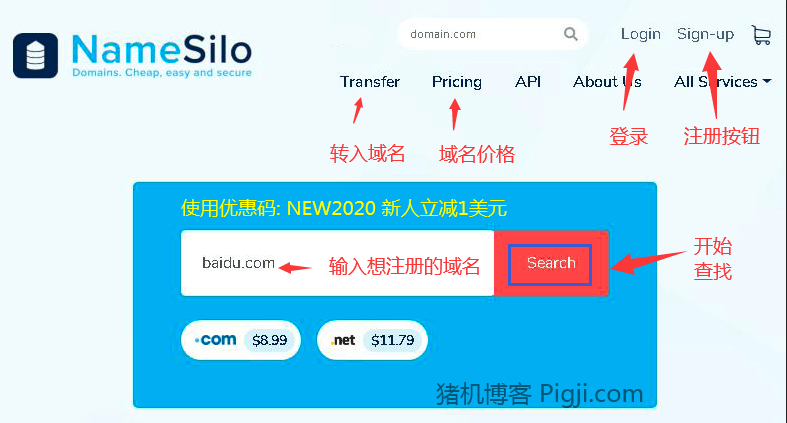 NameSilo
Domains. Cheap, easy and secure
domain.com
Login
Sign-up
Transfer
Pricing
API
About Us
All Services
转入域名
域名价格
登录
注册按钮
使用优惠码: NEW2020 新人立减1美元
baidu.com
输入想注册的域名
Search
开始
查找
.com $8.99
.net $11.79
猪机博客 Pigji.com